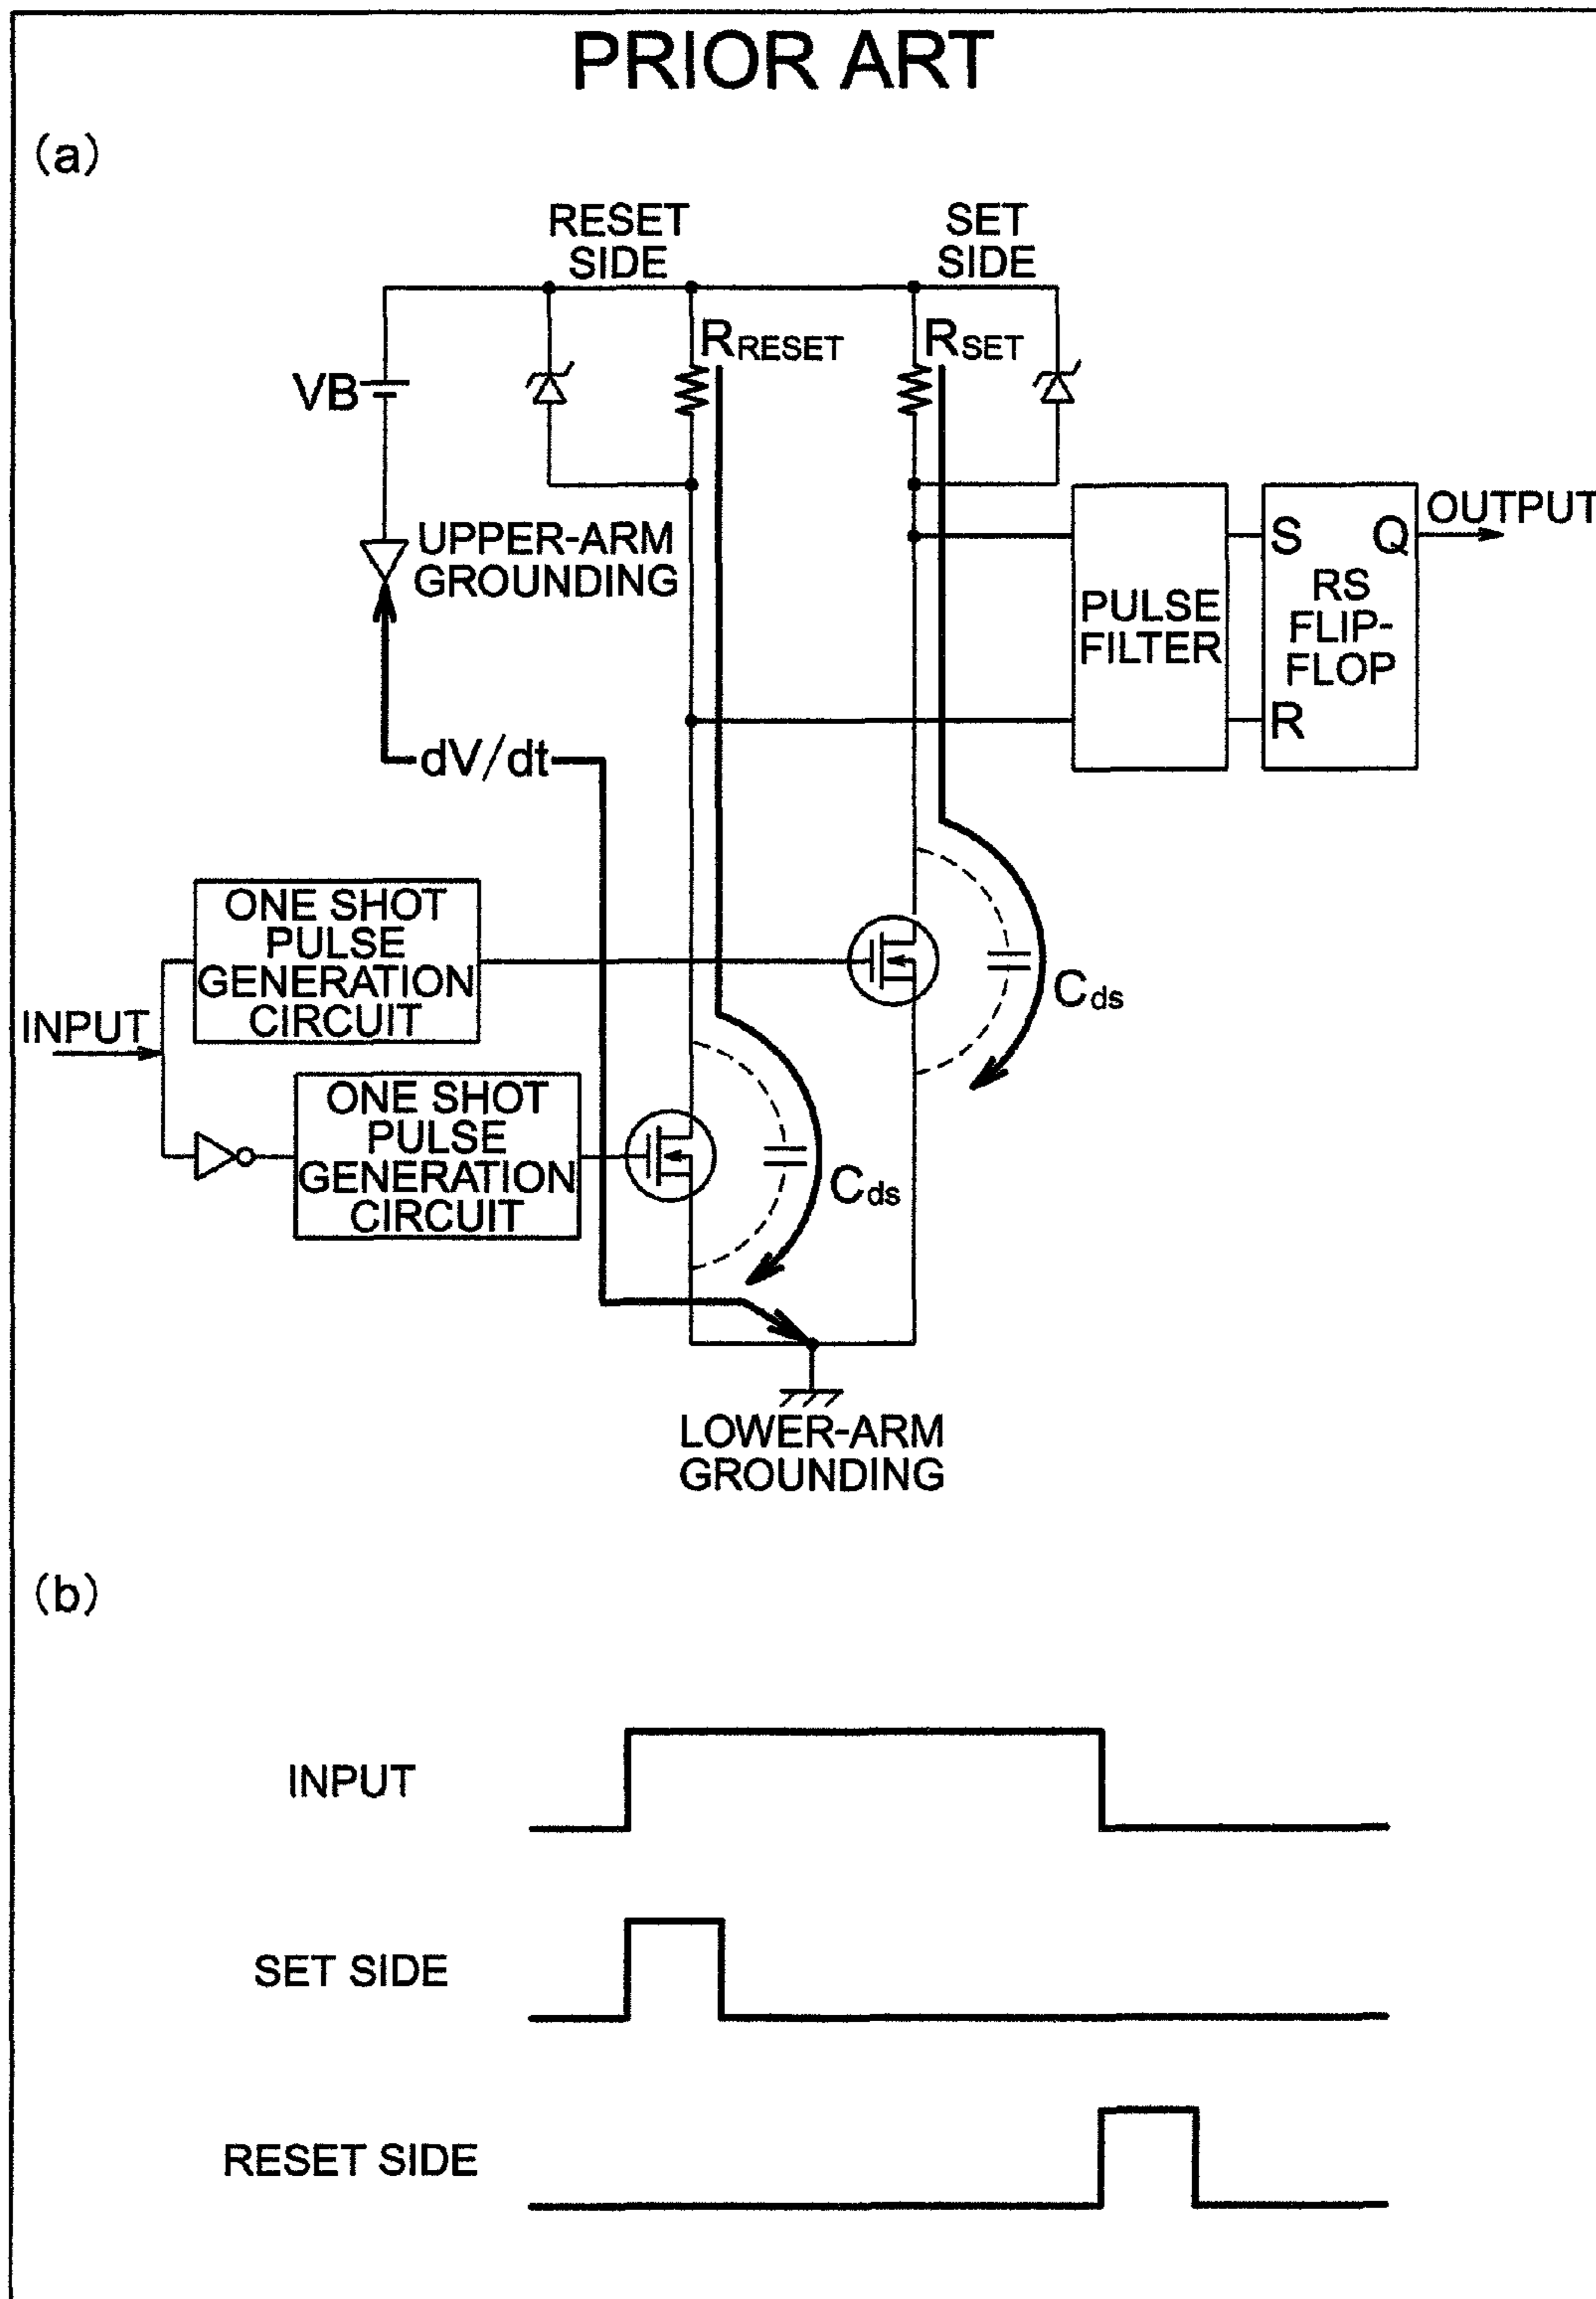 PRIOR ART
(a)
RESET
SIDE
SET
SIDE
RRESET
RSET
VB
UPPER-ARM
GROUNDING
OUTPUT
S
Q
RS
FLIP-
FLOP
R
PULSE
FILTER
dV/dt
ONE SHOT
PULSE
GENERATION
CIRCUIT
Cds
INPUT
ONE SHOT
PULSE
GENERATION
CIRCUIT
Cds
LOWER-ARM
GROUNDING
(b)
INPUT
SET SIDE
RESET SIDE